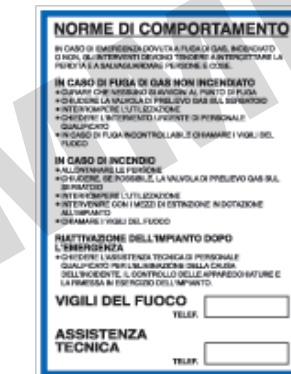 NORME DI COMPORTAMENTO
IN CASO DI EMERGENZA DOVUTA A FUGA DI GAS, INCENDIATO
O NON, GLI INTERVENTI DEVONO TENDERE A INTERCETTARE LA
PERDITA E A SALVAGUARDARE PERSONE E COSE.
IN CASO DI FUGA DI GAS NON INCENDIATO
• CURARE CHE NESSUNO SI AVVICINI AL PUNTO DI FUGA
• CHIUDERE LA VALVOLA DI PRELIEVO GAS SUL SERBATOIO
• INTERROMPERE L'UTILIZZAZIONE
• CHIEDERE L'INTERVENTO URGENTE DI PERSONALE
QUALIFICATO
• IN CASO DI FUGA INCONTROLLABILE CHIAMARE I VIGILI DEL
FUOCO
IN CASO DI INCENDIO
• ALLONTANARE LE PERSONE
• CHIUDERE, SE POSSIBILE, LA VALVOLA DI PRELIEVO GAS SUL
SERBATOIO
• INTERROMPERE L'UTILIZZAZIONE
• INTERVENIRE CON I MEZZI DI ESTINZIONE IN DOTAZIONE
ALL'IMPIANTO
• CHIAMARE I VIGILI DEL FUOCO
RIATTIVAZIONE DELL'IMPIANTO DOPO
L'EMERGENZA
• CHIEDERE L'ASSISTENZA TECNICA DI PERSONALE
QUALIFICATO PER L'ELIMINAZIONE DELLA CAUSA
DELL'INCIDENTE, IL CONTROLLO DELLE APPARECCHIATURE E
LA RIMESSA IN ESERCIZIO DELL'IMPIANTO.
VIGILI DEL FUOCO
TELEF.
ASSISTENZA
TECNICA
TELEF.